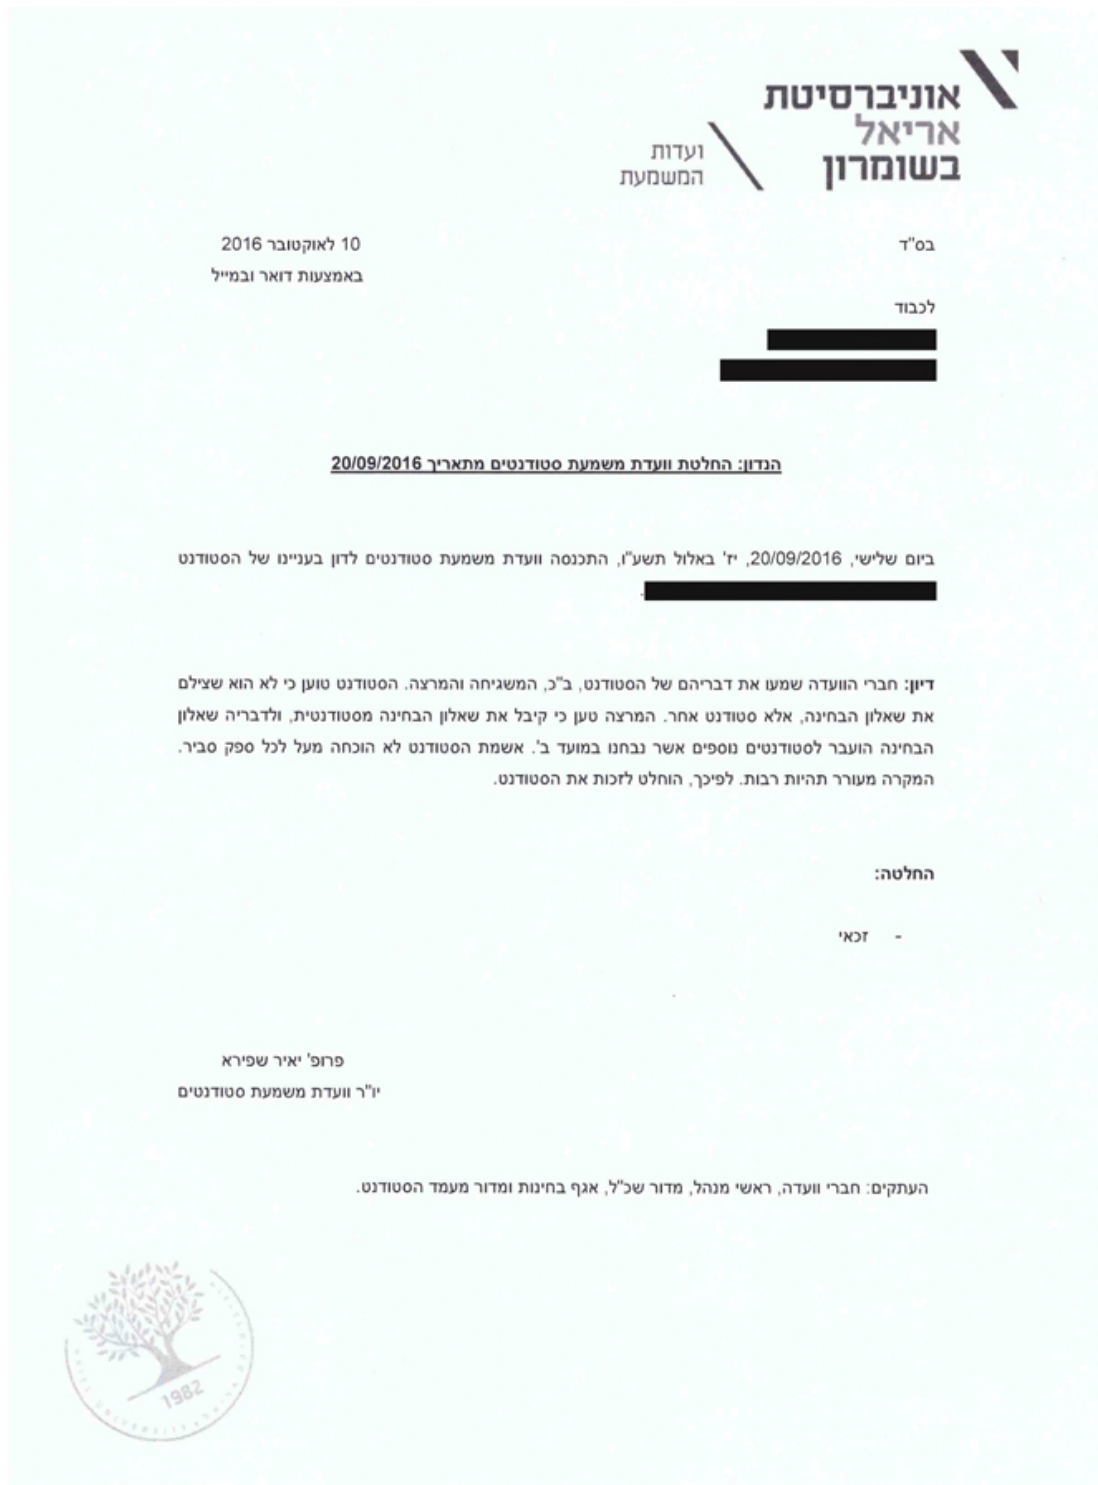 אוניברסיטת
אריאל
בשומרון
ועדות
המשמעת
בס"ד
10 לאוקטובר 2016
באמצעות דואר ובמייל
לכבוד
הנדון: החלטת וועדת משמעת סטודנטים מתאריך 20/09/2016
ביום שלישי, 20/09/2016, יז' באלול תשע"ו, התכנסה וועדת משמעת סטודנטים לדון בעניינו של הסטודנט
.
דיון: חברי הוועדה שמעו את דבריהם של הסטודנט, ב"כ, המשגיחה והמרצה. הסטודנט טוען כי לא הוא שצילם
את שאלון הבחינה, אלא סטודנט אחר. המרצה טען כי קיבל את שאלון הבחינה מסטודנטית, ולדבריה שאלון
הבחינה הועבר לסטודנטים נוספים אשר נבחנו במועד ב'. אשמת הסטודנט לא הוכחה מעל לכל ספק סביר.
המקרה מעורר תהיות רבות. לפיכך, הוחלט לזכות את הסטודנט.
החלטה:
- זכאי
פרופ' יאיר שפירא
יו"ר וועדת משמעת סטודנטים
העתקים: חברי וועדה, ראשי מנהל, מדור שכ"ל, אגף בחינות ומדור מעמד הסטודנט.
1982